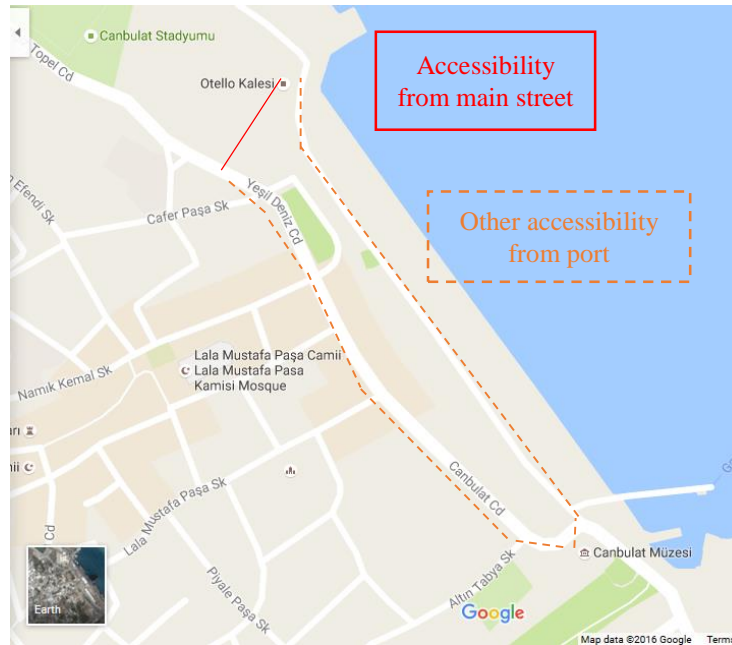 Canbulat Stadyumu
Topel Cd
Otello Kalesi
Accessibility
from main street
Efendi Sk
Yeşil Deniz Cd
Cafer Paşa Sk
Other accessibility
from port
Lala Mustafa Paşa Camii
Lala Mustafa Pasa
Kamisi Mosque
Namık Kemal Sk
Canbulat Cd
Lala Mustafa Paşa Sk
Cd
Canbulat Müzesi
Altın Tabya Sk
Piyale Paşa Sk
Earth
Google
Map data ©2016 Google
Terms